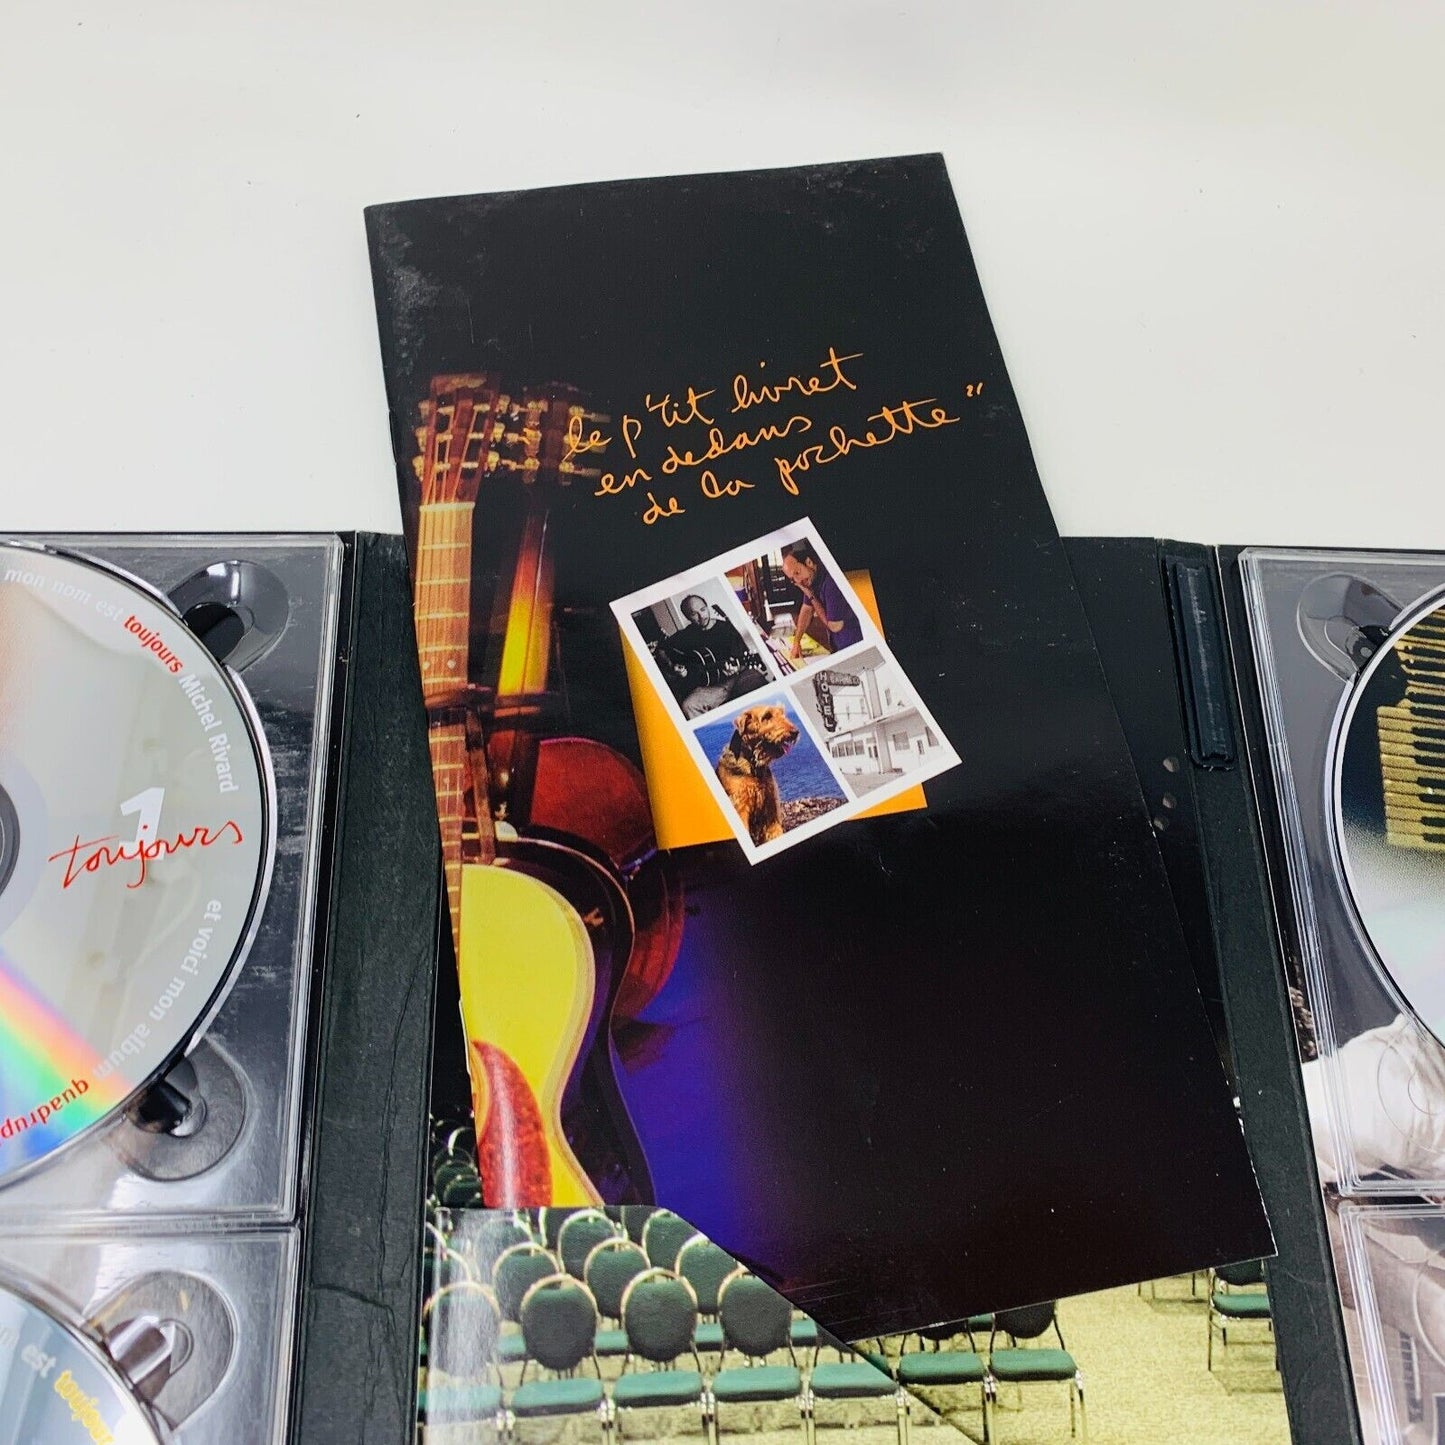 le p'tit livret
en dedans
de la pochette"
HOTEL
mon nom est toujours Michel Rivard
1
toujours
et voici mon album
est